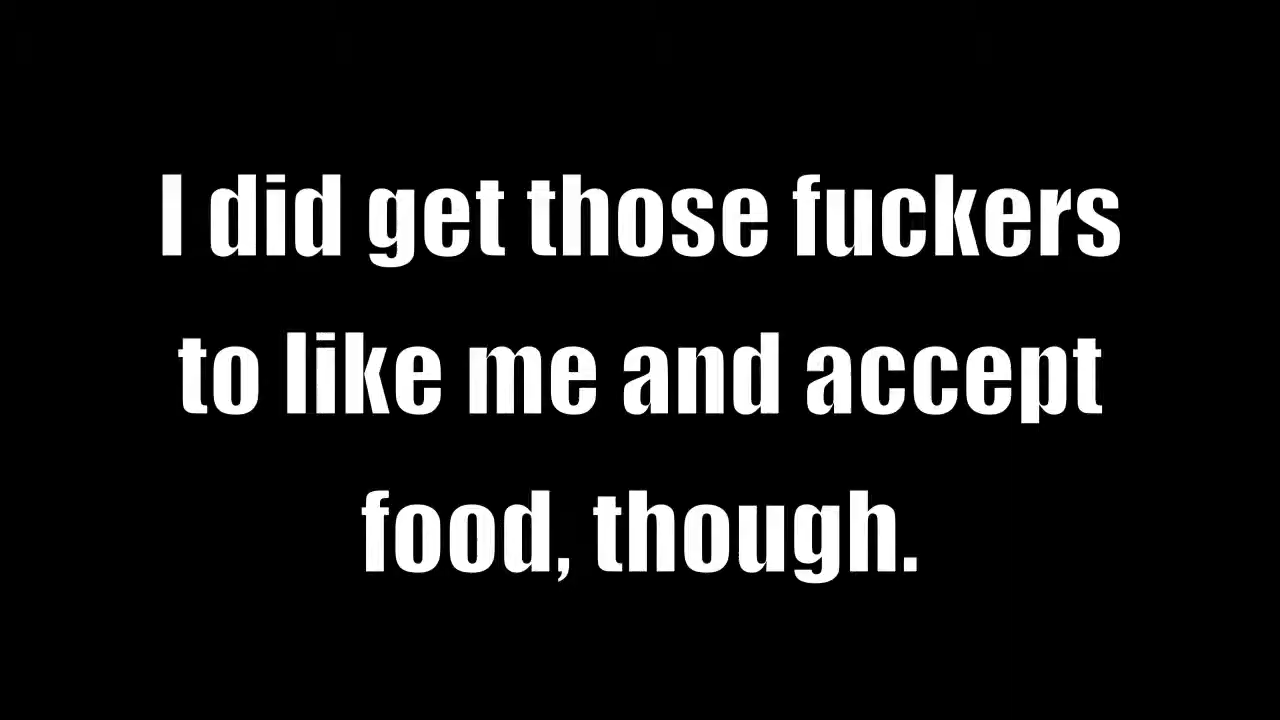 I did get those fuckers
to like me and accept
food, though.